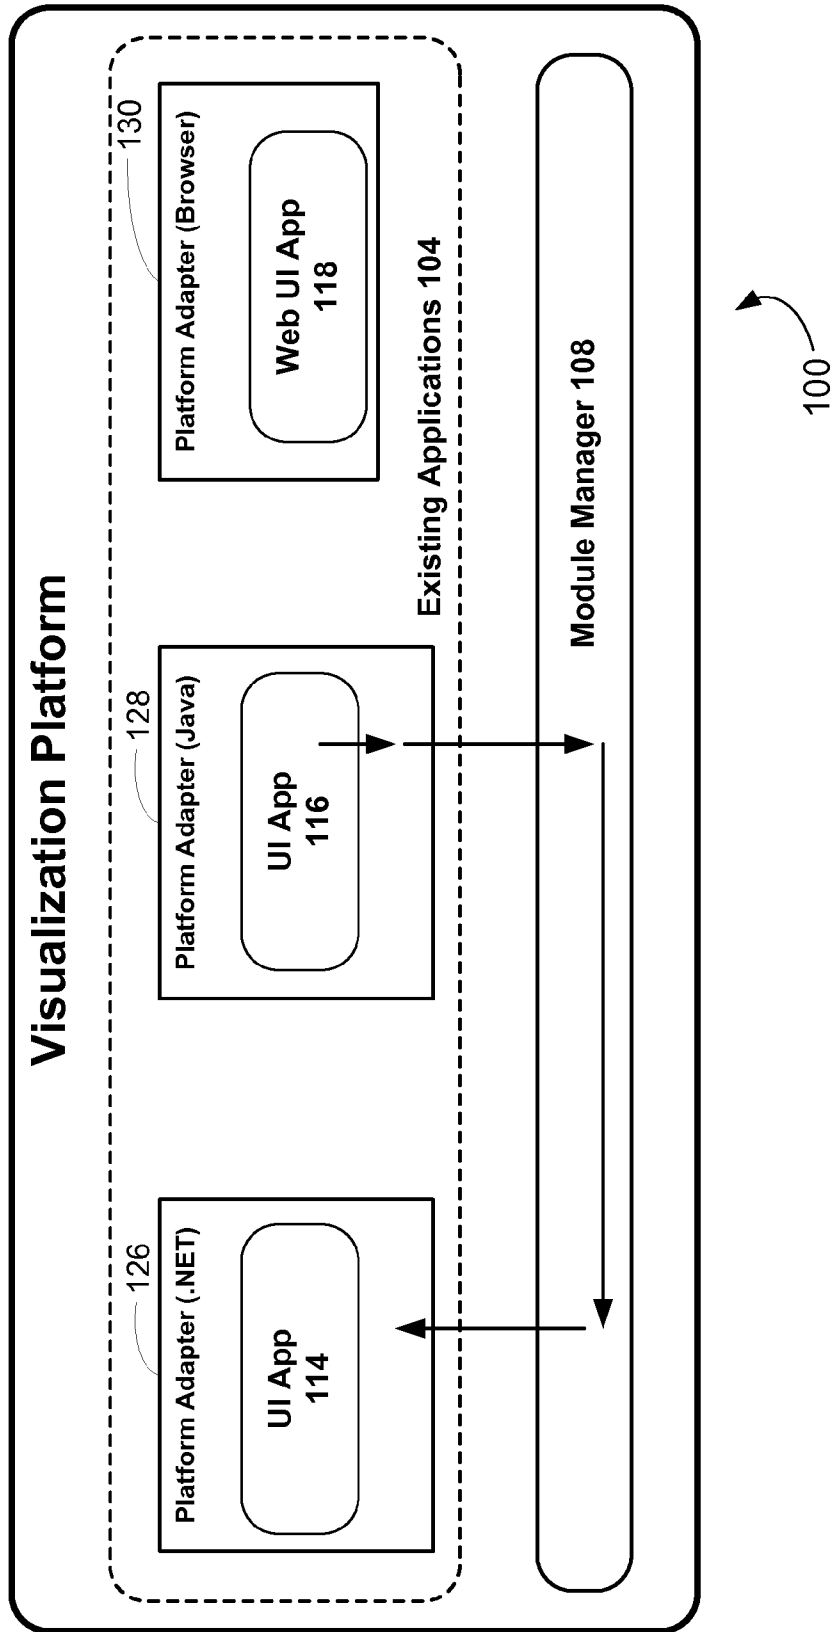 Visualization Platform
126
Platform Adapter (.NET)
UI App
114
128
Platform Adapter (Java)
UI App
116
130
Platform Adapter (Browser)
Web UI App
118
Existing Applications 104
Module Manager 108
100